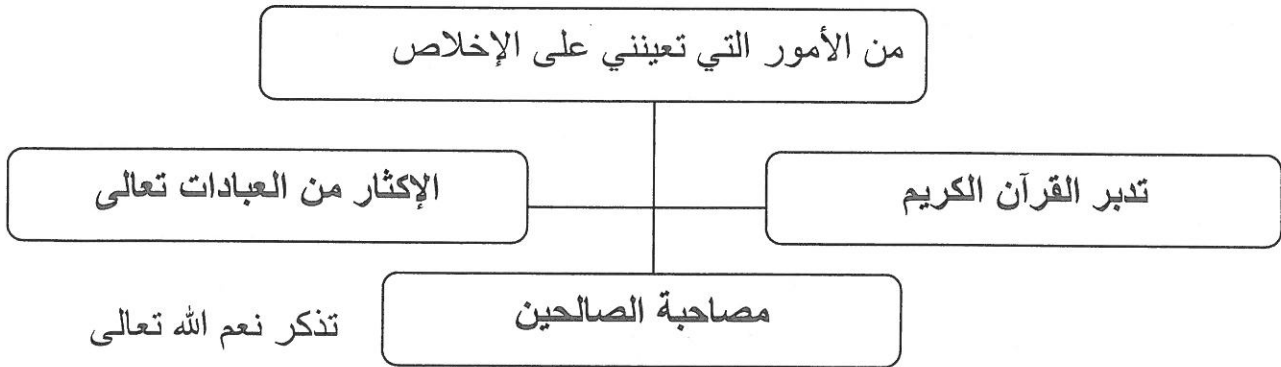 من الأمور التي تعينني على الإخلاص
تدبر القرآن الكريم
الإكثار من العبادات تعالى
مصاحبة الصالحين
تذكر نعم الله تعالى